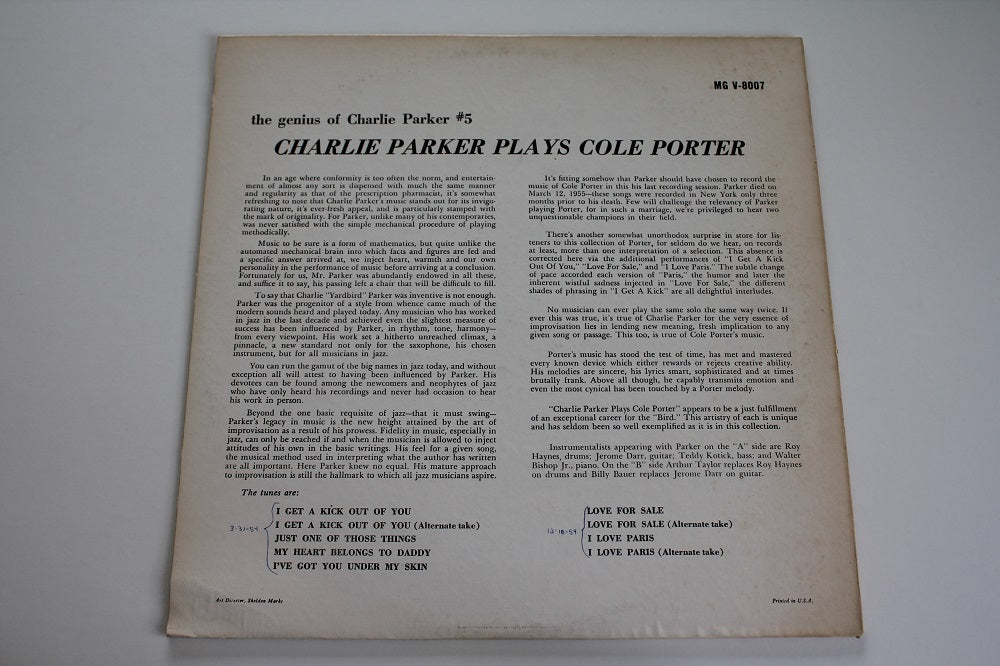 MG V-8007
the genius of Charlie Parker #5
CHARLIE PARKER PLAYS COLE PORTER
In an age where conformity is too often the norm, and entertain-
ment of almost any sort is dispensed with much the same manner
and regularity as that of the prescription pharmacist, it's somewhat
refreshing to note that Charlie Parker's music stands out for its invigo-
rating nature, it's ever-fresh appeal, and is particularly stamped with
the mark of originality. For Parker, unlike many of his contemporaries,
was never satisfied with the simple mechanical procedure of playing
methodically.
Music to be sure is a form of mathematics, but quite unlike the
automated mechanical brain into which facts and figures are fed and
a specific answer arrived at, we inject heart, warmth and our own
personality in the performance of music before arriving at a conclusion.
Fortunately for us, Mr. Parker was abundantly endowed in all these,
and suffice it to say, his passing left a chair that will be difficult to fill.
To say that Charlie "Yardbird" Parker was inventive is not enough.
Parker was the progenitor of a style from whence came much of the
modern sounds heard and played today. Any musician who has worked
in jazz in the last decade and achieved even the slightest measure of
success has been influenced by Parker, in rhythm, tone, harmony—
from every viewpoint. His work set a hitherto unreached climax, a
pinnacle, a new standard not only for the saxophone, his chosen
instrument, but for all musicians in jazz.
You can run the gamut of the big names in jazz today, and without
exception all will attest to having been influenced by Parker. His
devotees can be found among the newcomers and neophytes of jazz
who have only heard his recordings and never had occasion to hear
his work in person.
Beyond the one basic requisite of jazz—that it must swing—
Parker's legacy in music is the new height attained by the art of
improvisation as a result of his prowess. Fidelity in music, especially in
jazz, can only be reached if and when the musician is allowed to inject
attitudes of his own in the basic writings. His feel for a given song,
the musical method used in interpreting what the author has written
are all important. Here Parker knew no equal. His mature approach
to improvisation is still the hallmark to which all jazz musicians aspire.
It's fitting somehow that Parker should have chosen to record the
music of Cole Porter in this his last recording session. Parker died on
March 12, 1955—these songs were recorded in New York only three
months prior to his death. Few will challenge the relevancy of Parker
playing Porter, for in such a marriage, we're privileged to hear two
unquestionable champions in their field.
There's another somewhat unorthodox surprise in store for lis-
teners to this collection of Porter, for seldom do we hear, on records
at least, more than one interpretation of a selection. This absence is
corrected here via the additional performances of "I Get A Kick
Out Of You," "Love For Sale," and "I Love Paris." The subtle change
of pace accorded each version of "Paris," the humor and later the
inherent wistful sadness injected in "Love For Sale," the different
shades of phrasing in "I Get A Kick" are all delightful interludes.
No musician can ever play the same solo the same way twice. If
ever this was true, it's true of Charlie Parker for the very essence of
improvisation lies in lending new meaning, fresh implication to any
given song or passage. This too, is true of Cole Porter's music.
Porter's music has stood the test of time, has met and mastered
every known device which either rewards or rejects creative ability.
His melodies are sincere, his lyrics smart, sophisticated and at times
brutally frank. Above all though, he capably transmits emotion and
even the most cynical has been touched by a Porter melody.
"Charlie Parker Plays Cole Porter" appears to be a just fulfillment
of an exceptional career for the "Bird." This artistry of each is unique
and has seldom been so well exemplified as it is in this collection.
Instrumentalists appearing with Parker on the "A" side are Roy
Haynes, drums; Jerome Darr, guitar; Teddy Kotick, bass; and Walter
Bishop Jr., piano. On the "B" side Arthur Taylor replaces Roy Haynes
on drums and Billy Bauer replaces Jerome Darr on guitar.
The tunes are:
I GET A KICK OUT OF YOU
I GET A KICK OUT OF YOU (Alternate take)
JUST ONE OF THOSE THINGS
MY HEART BELONGS TO DADDY
I'VE GOT YOU UNDER MY SKIN
3-31-54
LOVE FOR SALE
LOVE FOR SALE (Alternate take)
I LOVE PARIS
I LOVE PARIS (Alternate take)
12-10-54
Art Director, Sheldon Marks
Printed in U.S.A.